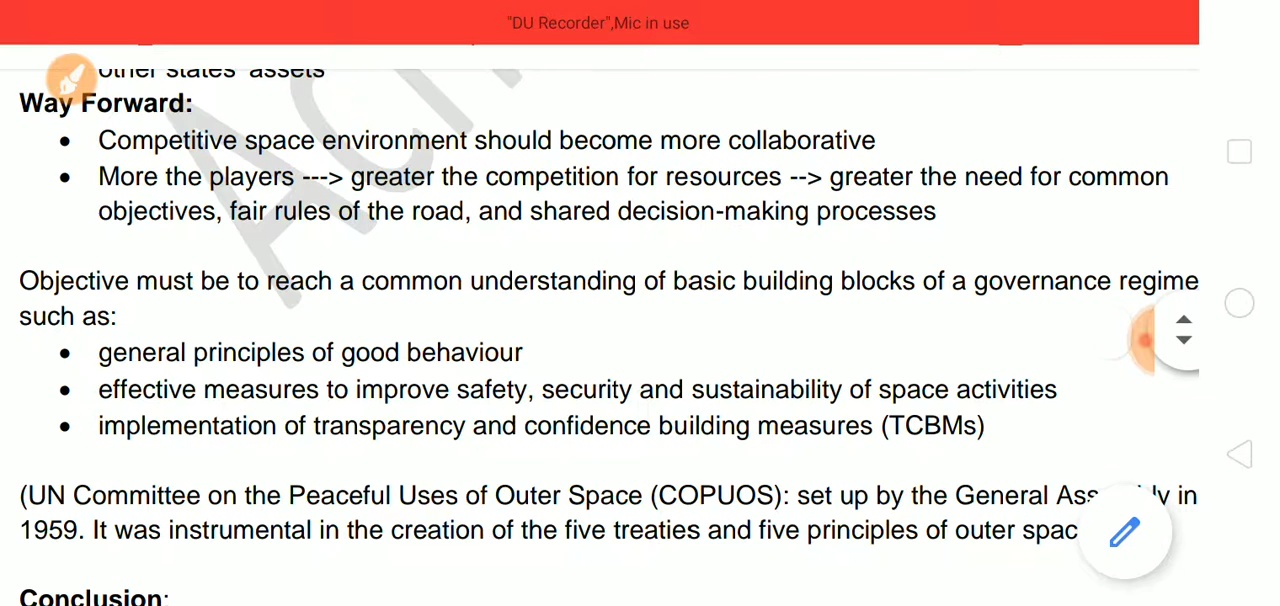 "DU Recorder",Mic in use
other states' assets
Way Forward:
• Competitive space environment should become more collaborative
• More the players ---> greater the competition for resources --> greater the need for common
objectives, fair rules of the road, and shared decision-making processes
Objective must be to reach a common understanding of basic building blocks of a governance regime
such as:
• general principles of good behaviour
• effective measures to improve safety, security and sustainability of space activities
• implementation of transparency and confidence building measures (TCBMs)
(UN Committee on the Peaceful Uses of Outer Space (COPUOS): set up by the General in
1959. It was instrumental in the creation of the five treaties and five principles of outer
Conclusion: